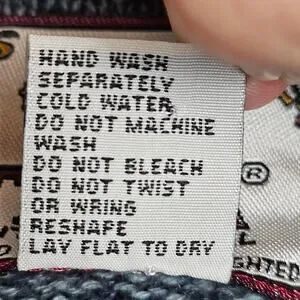 HAND WASH
SEPARATELY
COLD WATER
DO NOT MACHINE
WASH
DO NOT BLEACH
DO NOT TWIST
OR WRING
RESHAPE
LAY FLAT TO DRY
®